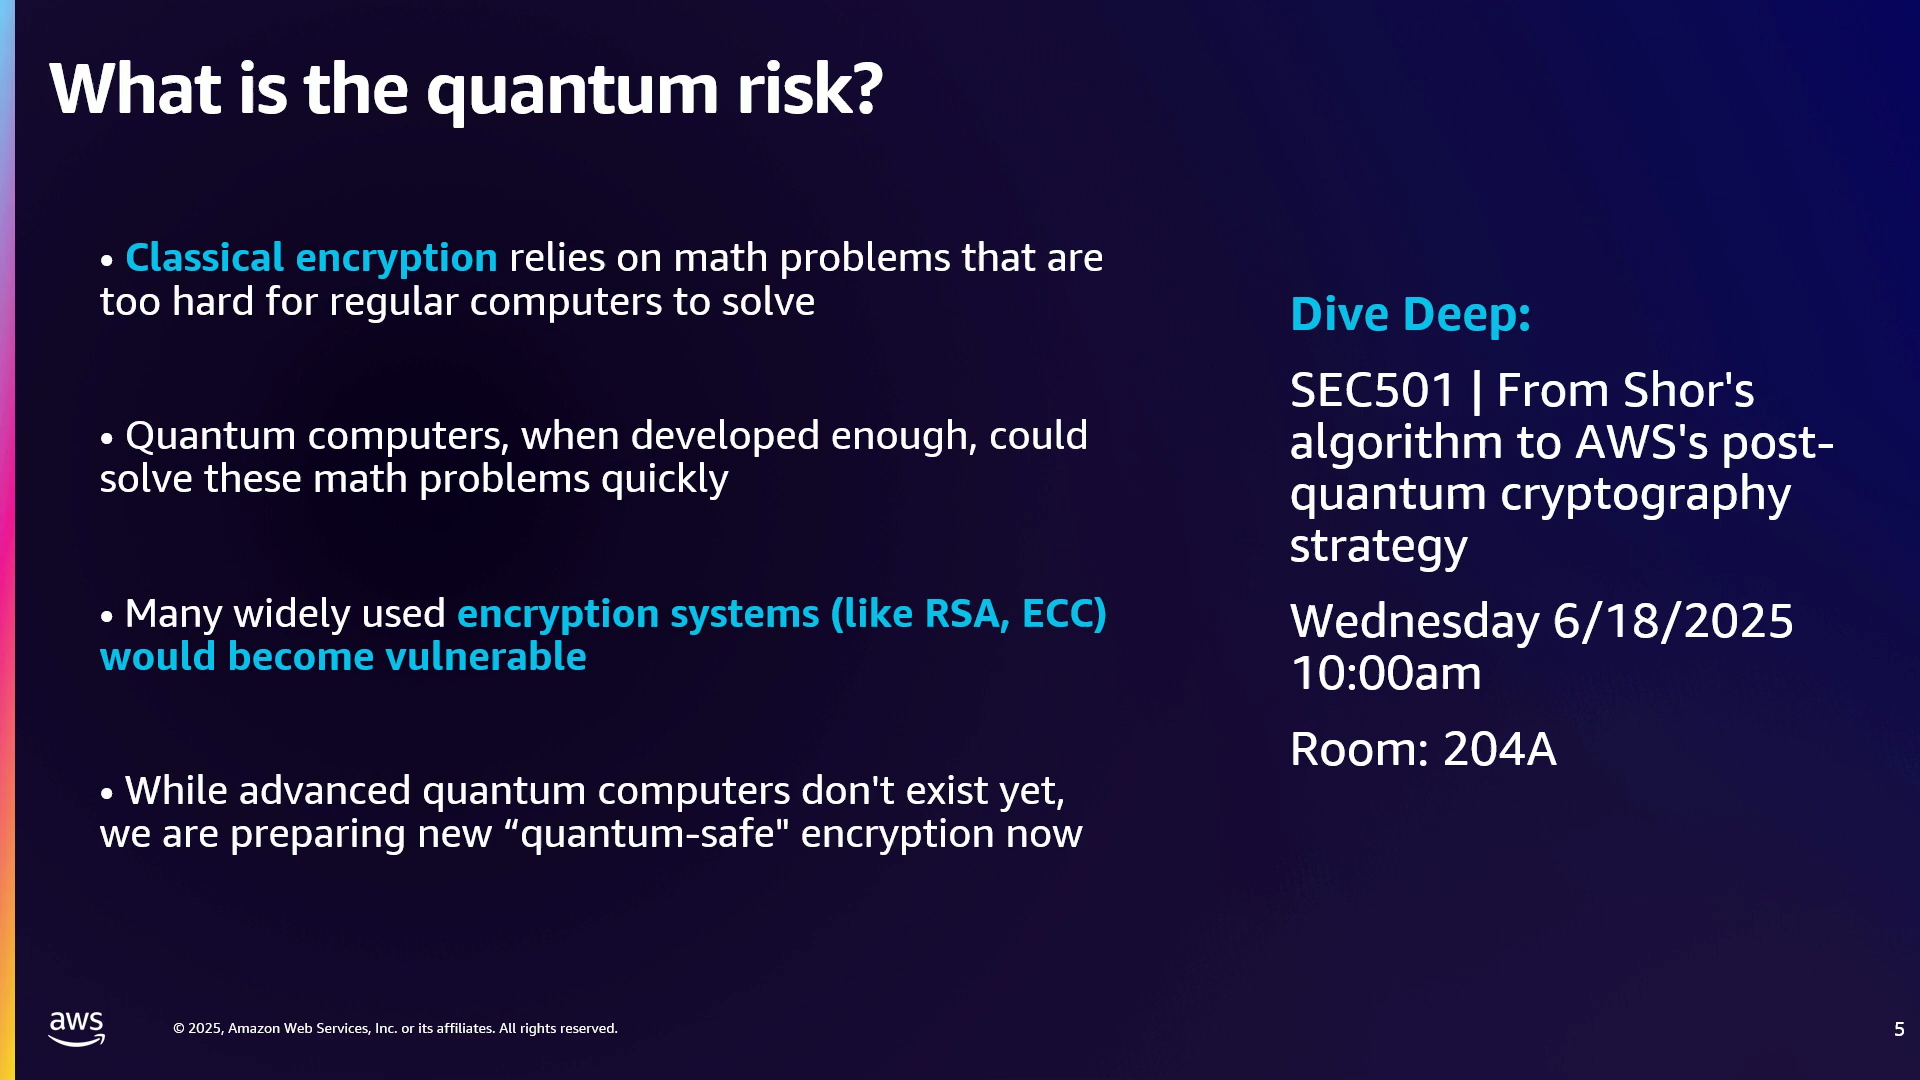 What is the quantum risk?
• Classical encryption relies on math problems that are
too hard for regular computers to solve
• Quantum computers, when developed enough, could
solve these math problems quickly
• Many widely used encryption systems (like RSA, ECC)
would become vulnerable
• While advanced quantum computers don't exist yet,
we are preparing new “quantum-safe" encryption now
Dive Deep:
SEC501 | From Shor's
algorithm to AWS's post-
quantum cryptography
strategy
Wednesday 6/18/2025
10:00am
Room: 204A
aws
© 2025, Amazon Web Services, Inc. or its affiliates. All rights reserved.
5